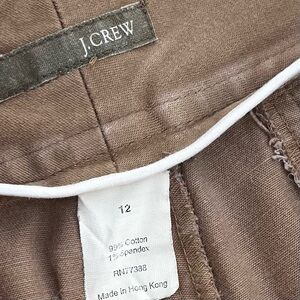 J.CREW
12
99% Cotton
1% Spandex
RN77388
Made in Hong Kong